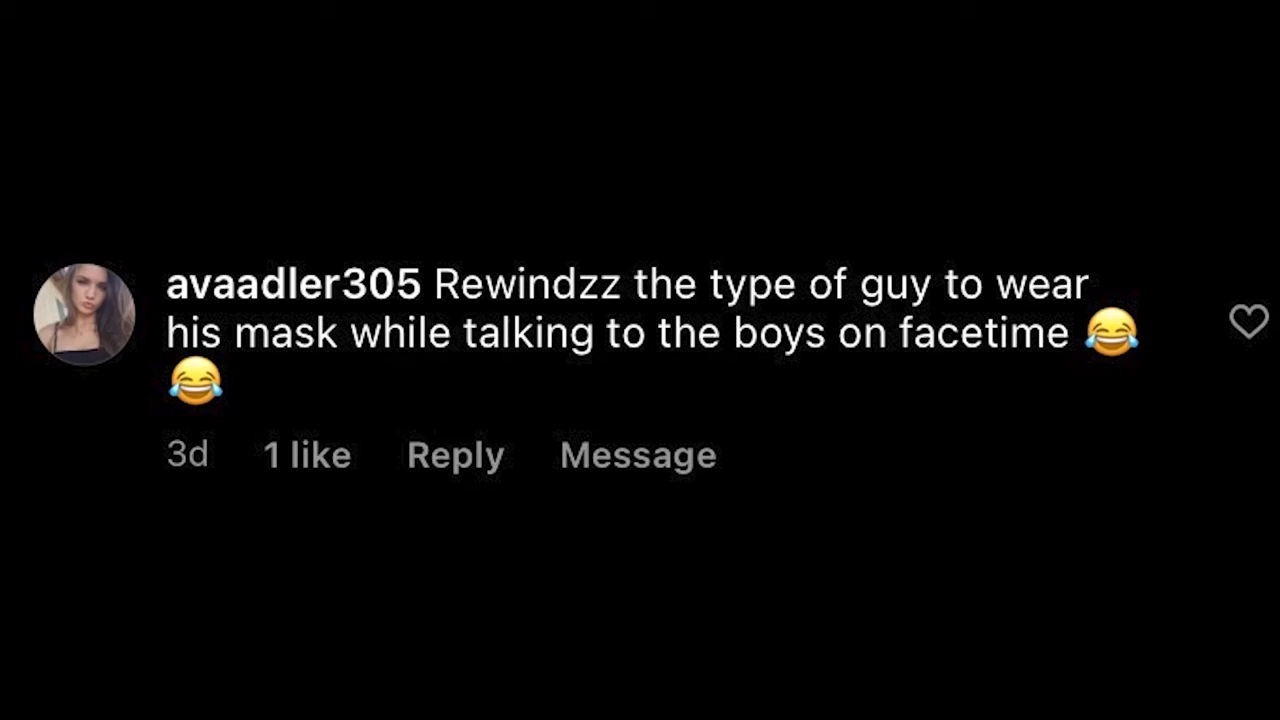 avaadler305 Rewindzz the type of guy to wear
his mask while talking to the boys on facetime 😂
😂
3d 1 like Reply Message